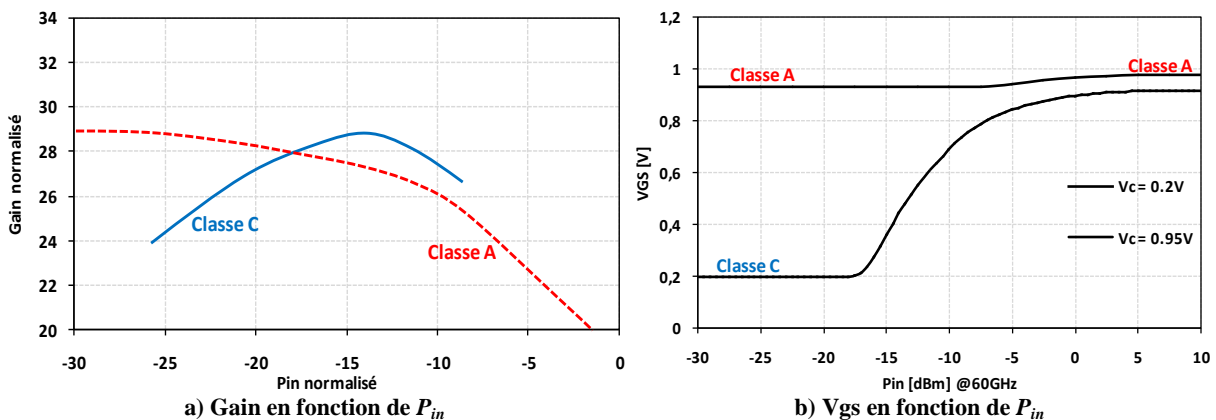 34
32
30
28
26
24
22
20
Gain normalisé
Classe C
Classe A
-30
-25
-20
-15
-10
-5
0
Pin normalisé
a) Gain en fonction de Pin
1,2
1
0,8
0,6
0,4
0,2
0
VGS [V]
Classe A
Classe A
Vc= 0.2V
Vc= 0.95V
Classe C
-30
-25
-20
-15
-10
-5
0
5
10
Pin [dBm] @60GHz
b) Vgs en fonction de Pin